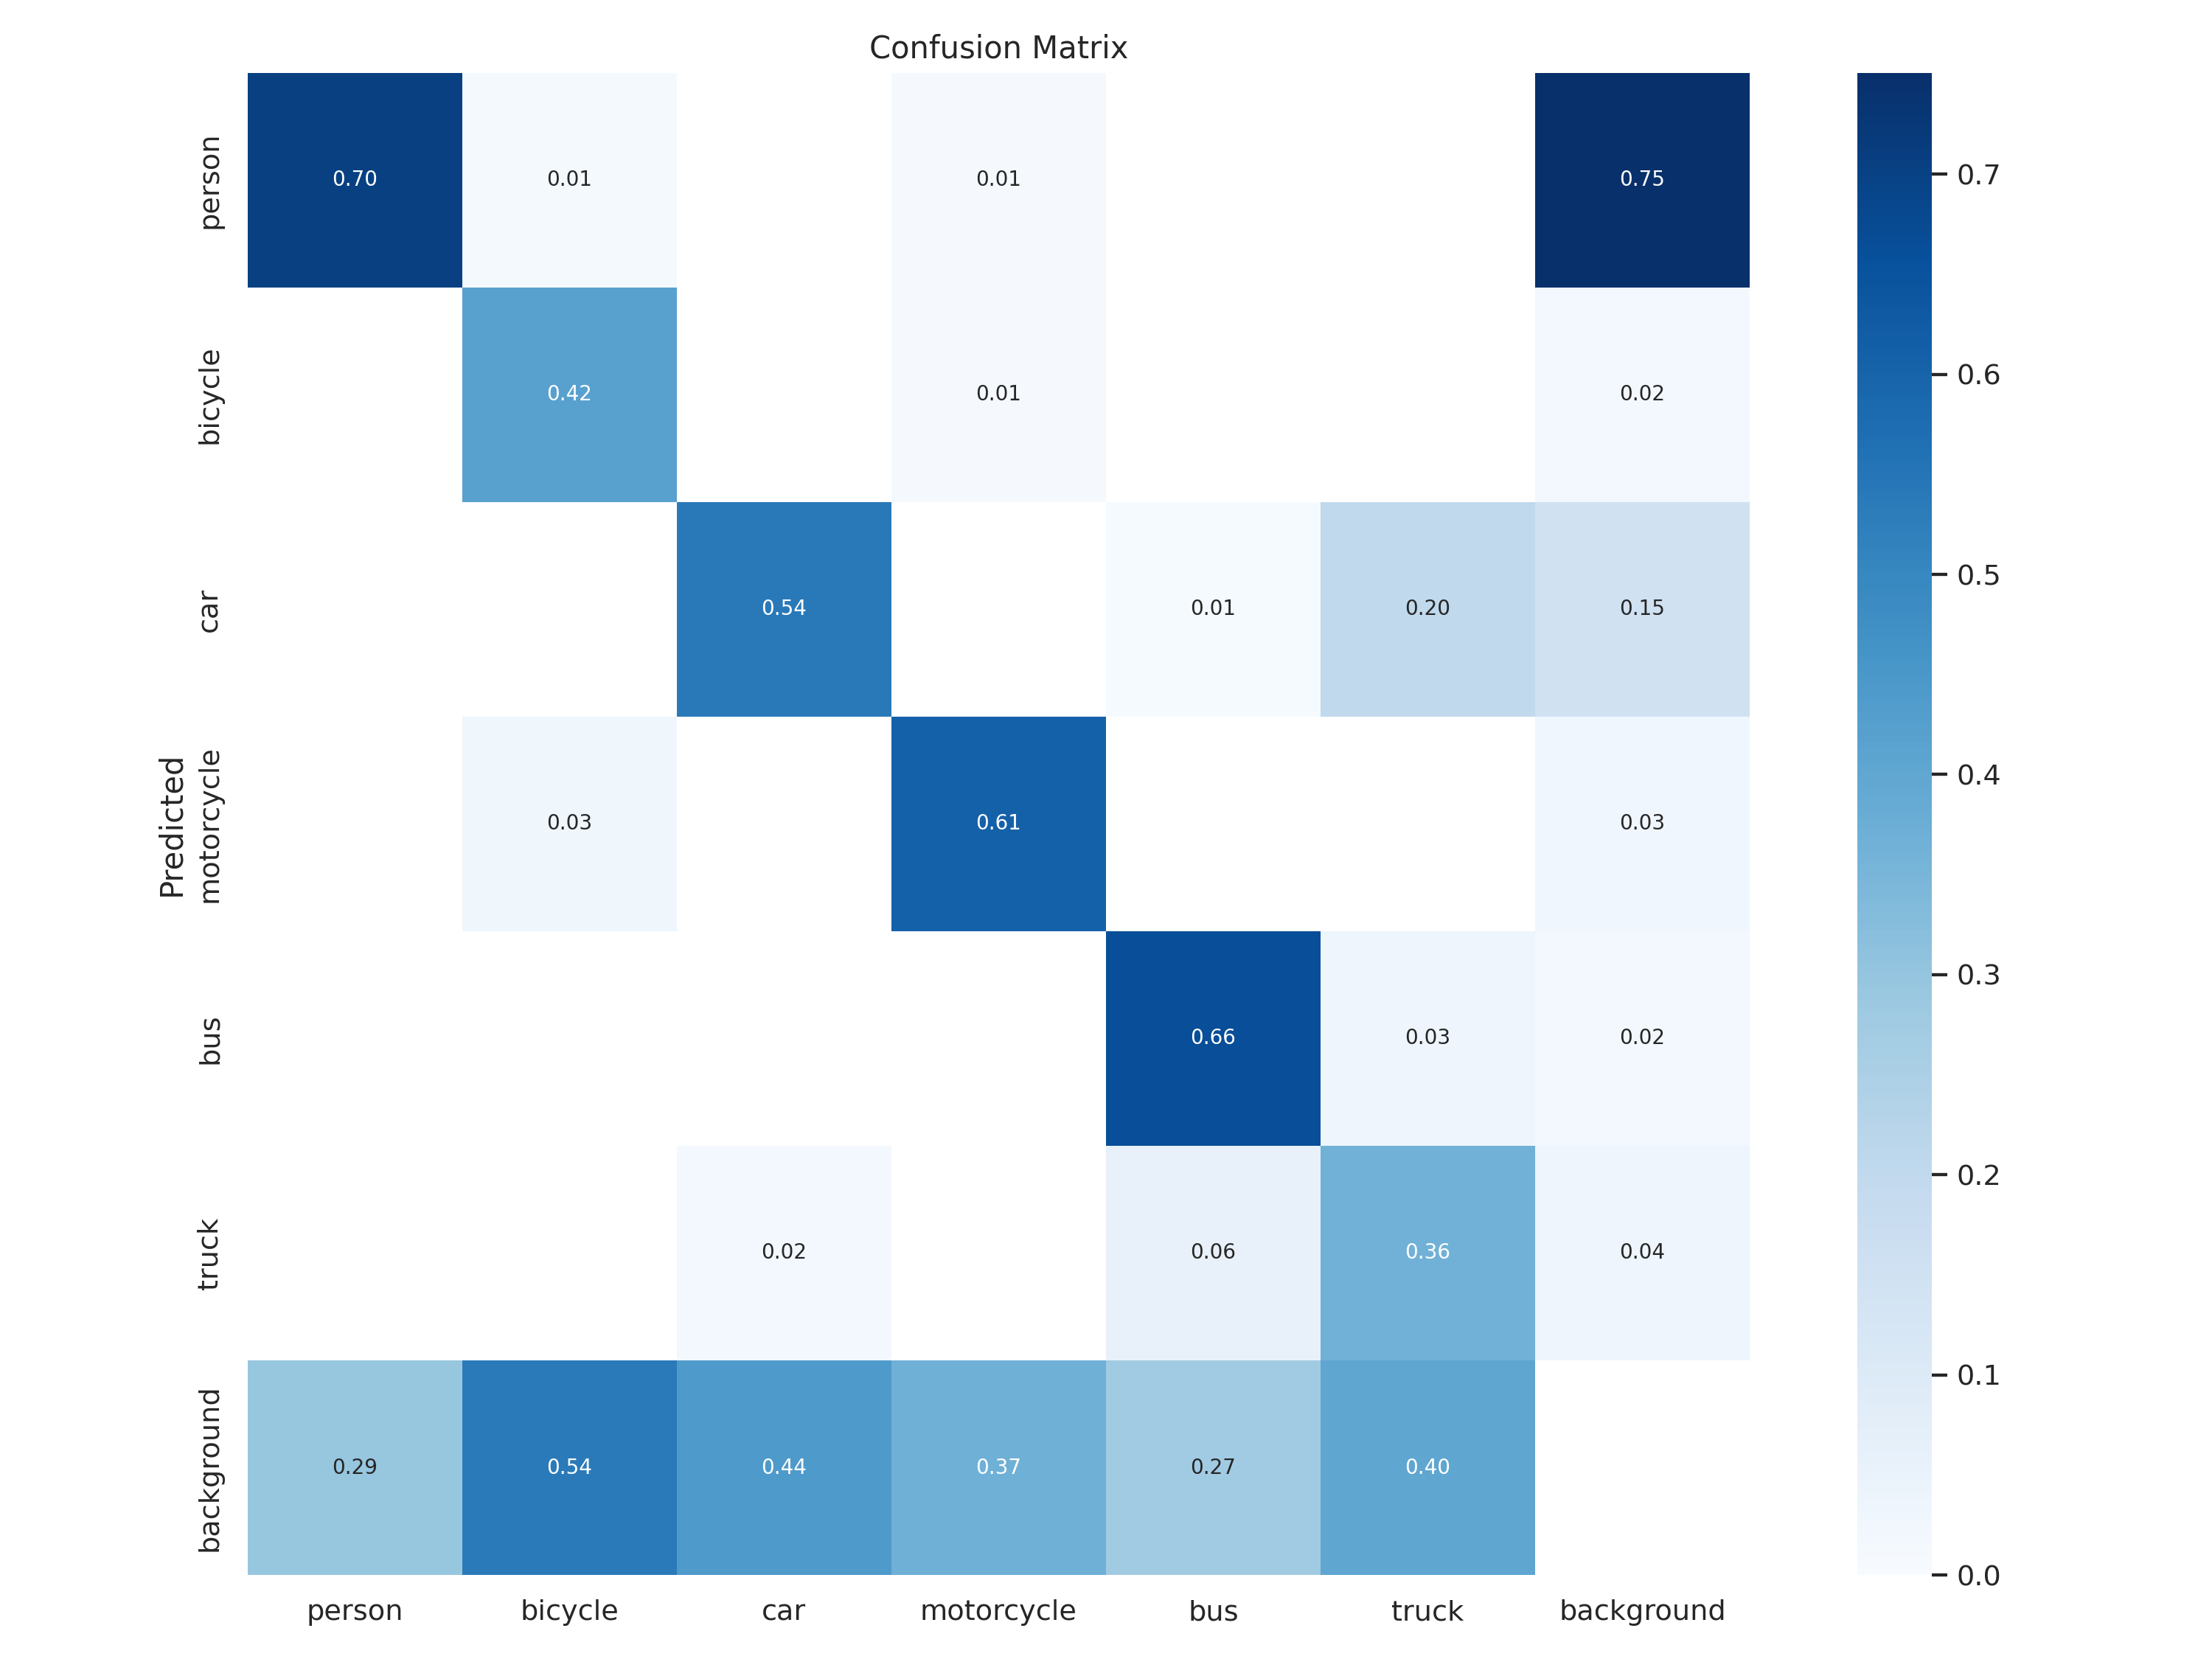 Confusion Matrix
person
0.70 0.01 0.01 0.75
bicycle
0.42 0.01 0.02
car
0.54 0.01 0.20 0.15
Predicted
motorcycle
0.03 0.61 0.03
bus
0.66 0.03 0.02
truck
0.02 0.06 0.36 0.04
background
0.29 0.54 0.44 0.37 0.27 0.40
person bicycle car motorcycle bus truck background
0.7
0.6
0.5
0.4
0.3
0.2
0.1
0.0